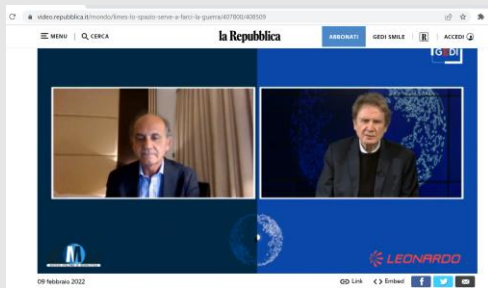 video.repubblica.it/mondo/limes-lo-spazio-serve-a-farci-la-guerra/407800/408509
MENU CERCA la Repubblica ABBONATI GEDI SMILE R ACCEDI
GEDI
LEONARDO
09 febbraio 2022 Link Embed